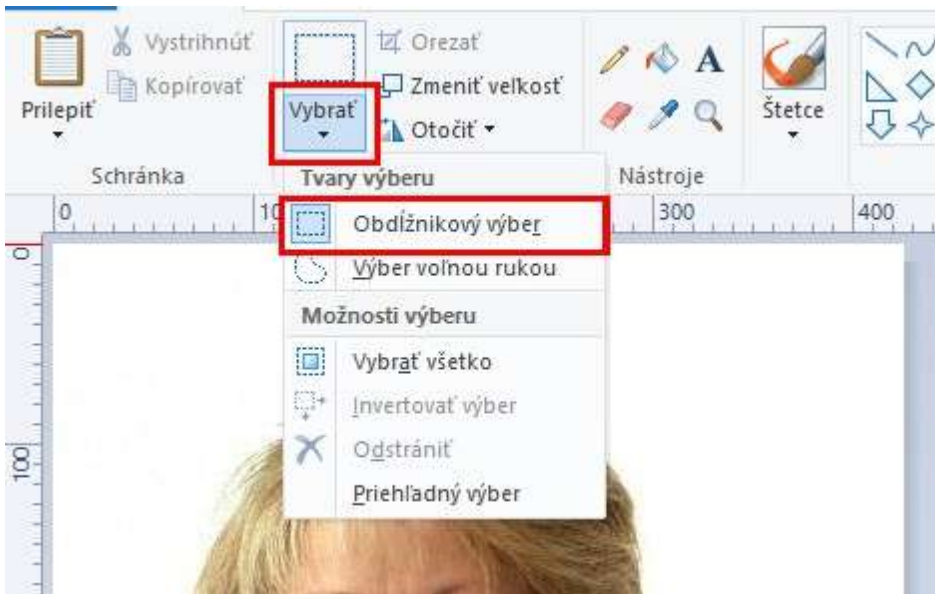 Vystrihnúť
Kopírovať
Prilepiť
Schránka
Vybrať
Orezať
Zmeniť veľkosť
Otočiť
A
Nástroje
Štetce
Tvary výberu
Obdĺžnikový výber
Výber voľnou rukou
Možnosti výberu
Vybrať všetko
Invertovať výber
Odstrániť
Priehľadný výber
0
10
300
400
0
100